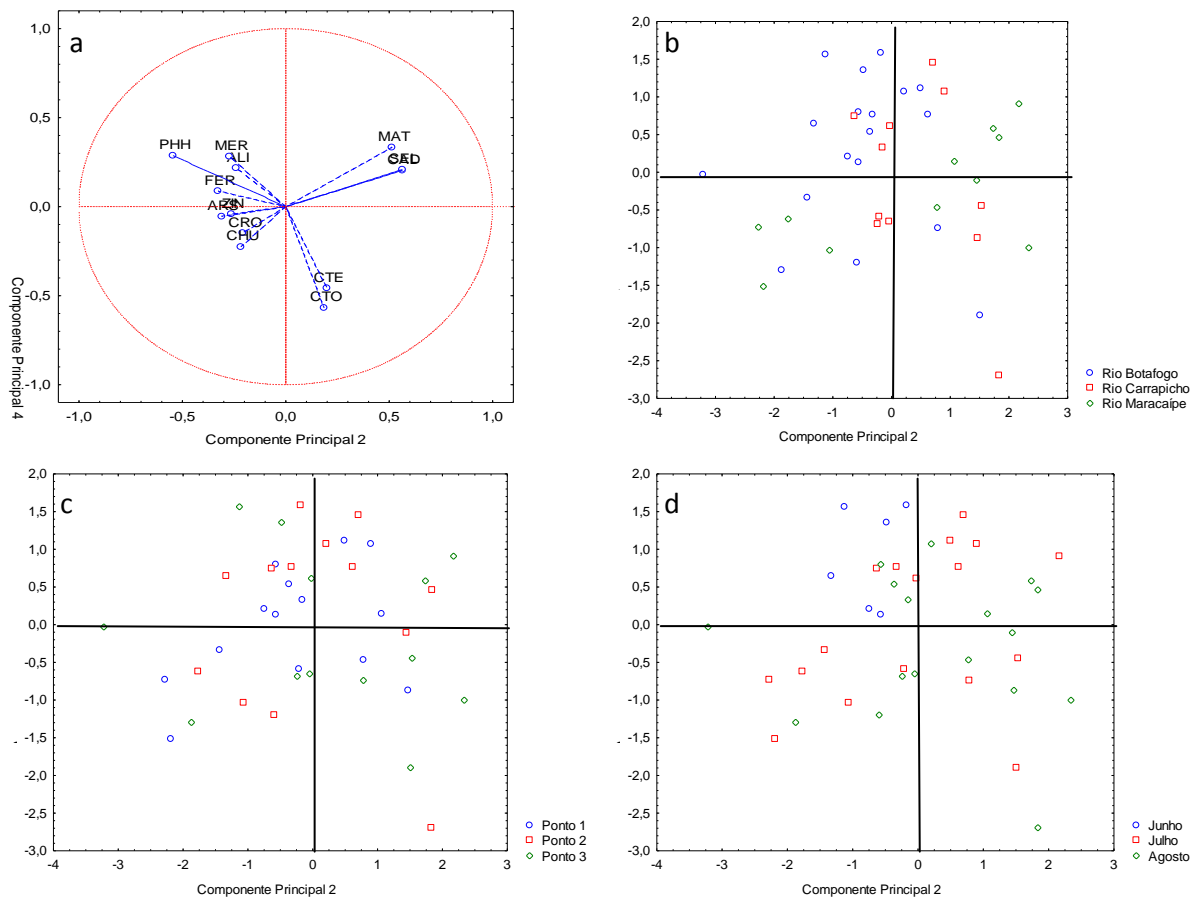 a
1,0
0,5
0,0
-0,5
-1,0
Componente Principal 4
PHH
MER
ALI
FER
ARS
CRO
CHU
MAT
CAD
CTE
CTO
-1,0
-0,5
0,0
0,5
1,0
Componente Principal 2
b
2,0
1,5
1,0
0,5
0,0
-0,5
-1,0
-1,5
-2,0
-2,5
-3,0
-4
-3
-2
-1
0
1
2
3
Componente Principal 2
Rio Botafogo
Rio Carrapicho
Rio Maracaípe
c
2,0
1,5
1,0
0,5
0,0
-0,5
-1,0
-1,5
-2,0
-2,5
-3,0
-4
-3
-2
-1
0
1
2
3
Componente Principal 2
Ponto 1
Ponto 2
Ponto 3
d
2,0
1,5
1,0
0,5
0,0
-0,5
-1,0
-1,5
-2,0
-2,5
-3,0
-4
-3
-2
-1
0
1
2
3
Componente Principal 2
Junho
Julho
Agosto